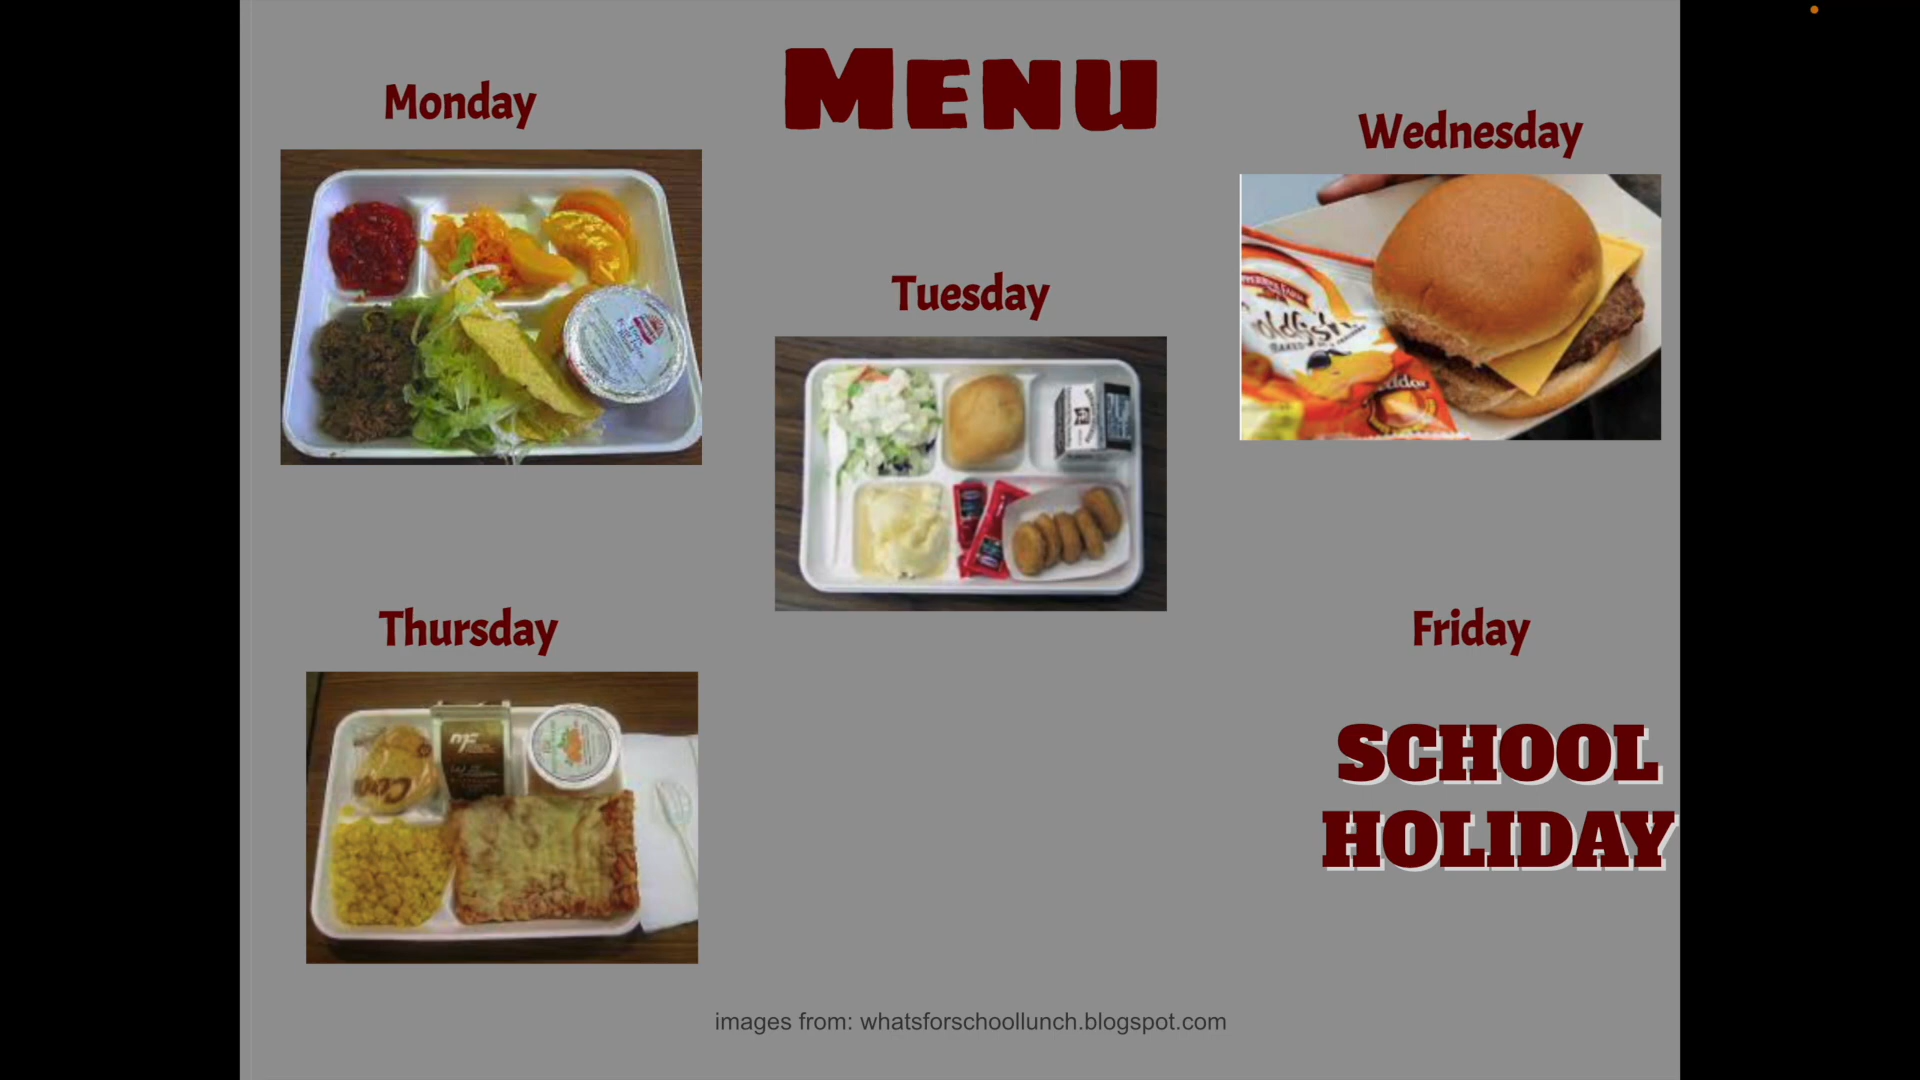 Menu
Monday
Tuesday
Wednesday
Thursday
Friday
SCHOOL
HOLIDAY
images from: whatsforschoollunch.blogspot.com